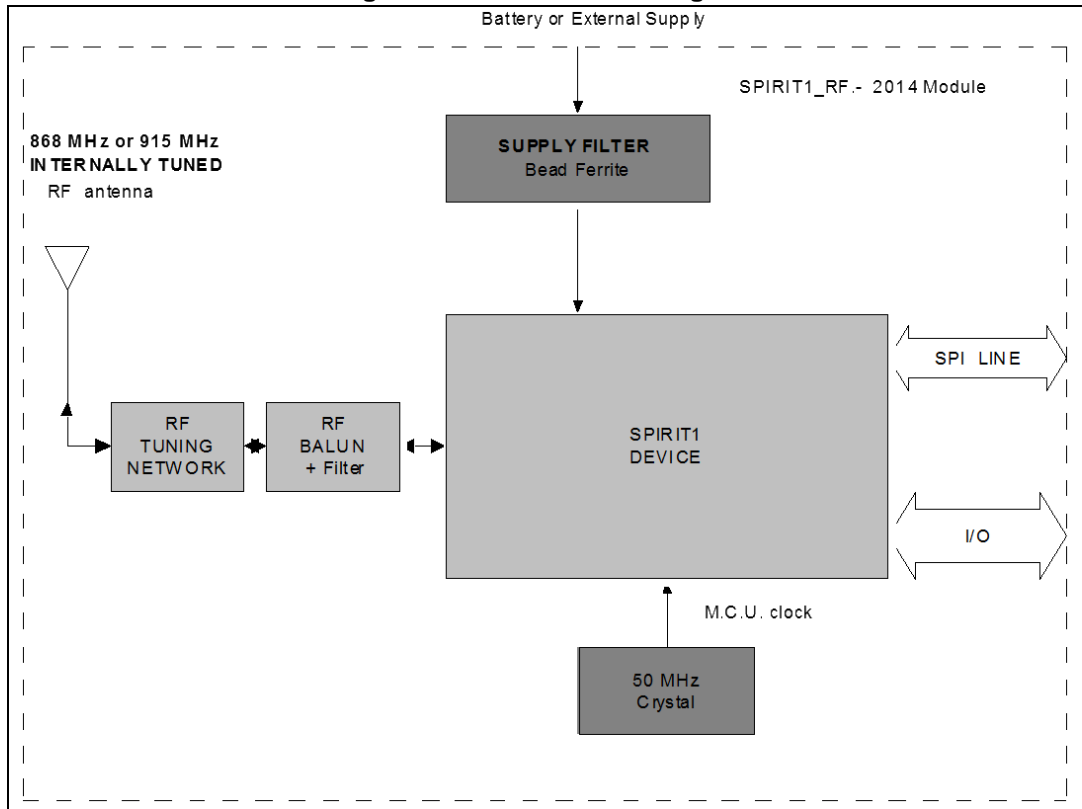 Battery or External Supply
SPIRIT1_RF.- 2014 Module
868 MHz or 915 MHz
INTERNALLY TUNED
RF antenna
SUPPLY FILTER
Bead Ferrite
SPI LINE
RF
TUNING
NETWORK
RF
BALUN
+ Filter
SPIRIT1
DEVICE
I/O
M.C.U. clock
50 MHz
Crystal